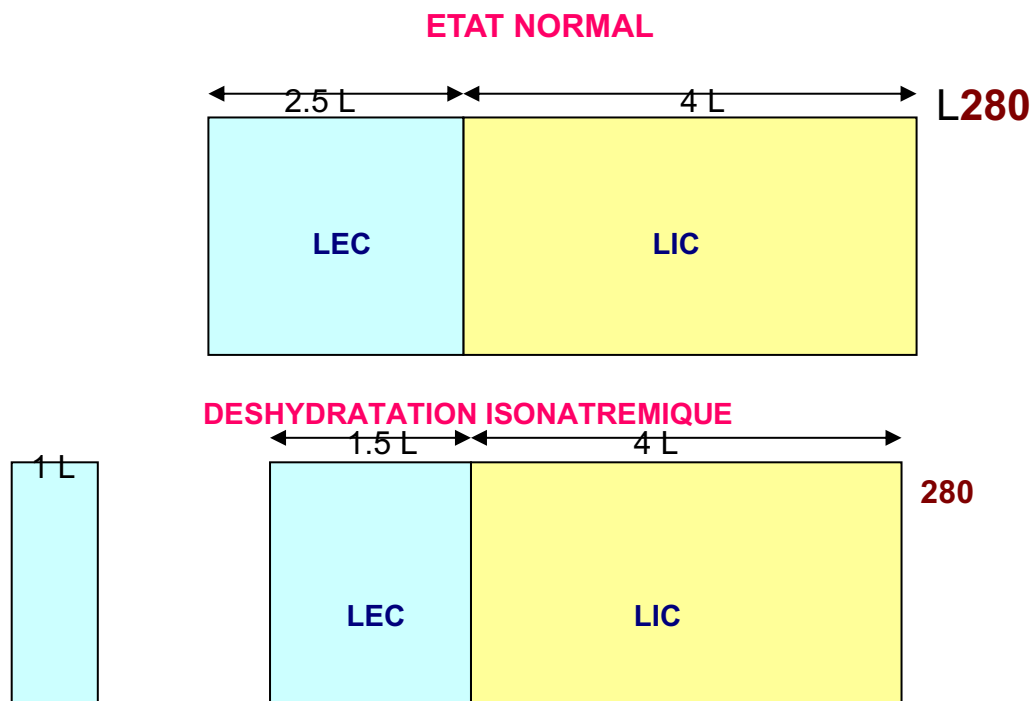 ETAT NORMAL
2.5 L 4 L L280
LEC LIC
DESHYDRATATION ISONATREMIQUE
1.5 L 4 L
1 L
280
LEC LIC